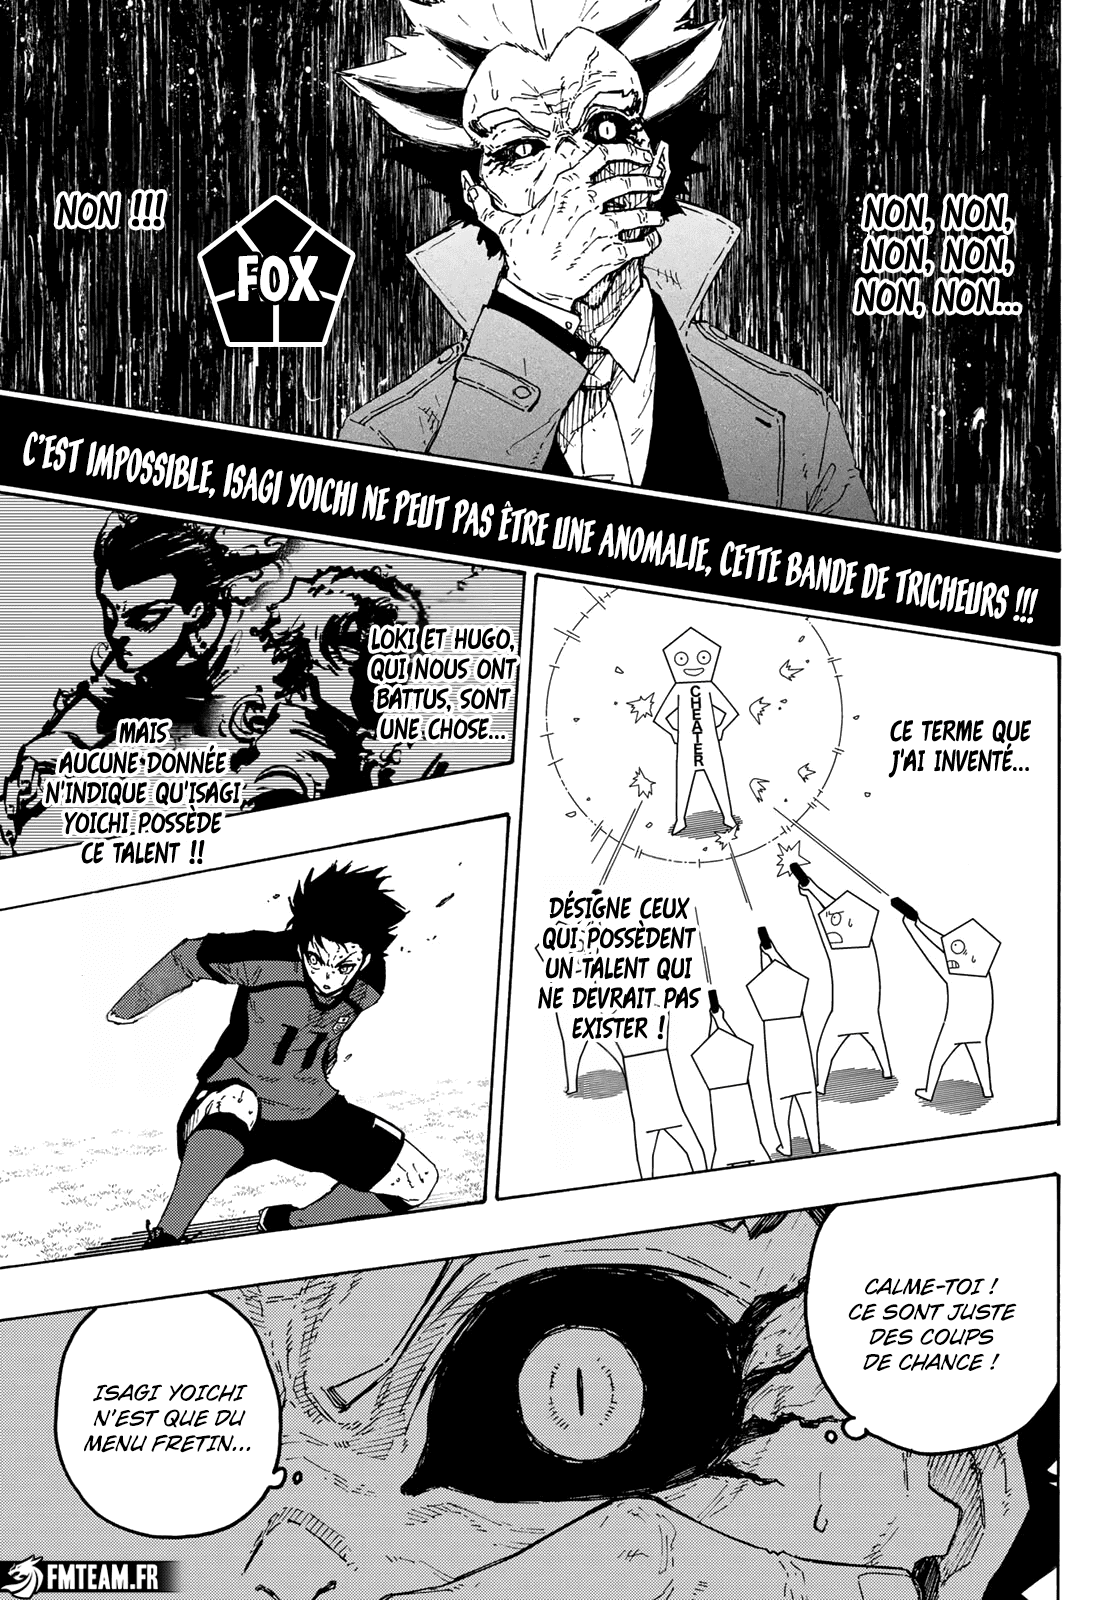 NON, NON,
NON, NON,
NON, NON...
NON !!!
FOX
C'EST IMPOSSIBLE, ISAGI YOICHI NE PEUT PAS ÊTRE UNE ANOMALIE, CETTE BANDE DE TRICHEURS !!!
CE TERME QUE
J'AI INVENTÉ...
CHEATER
DÉSIGNE CEUX
QUI POSSÈDENT
UN TALENT QUI
NE DEVRAIT PAS
EXISTER !
LOKI ET HUGO,
QUI NOUS ONT
BATTUS, SONT
UNE CHOSE...
MAIS
AUCUNE DONNÉE
N'INDIQUE QU'ISAGI
YOICHI POSSÈDE
CE TALENT !!
11
CALME-TOI !
CE SONT JUSTE
DES COUPS
DE CHANCE !
ISAGI YOICHI
N'EST QUE DU
MENU FRETIN...
FMTEAM.FR